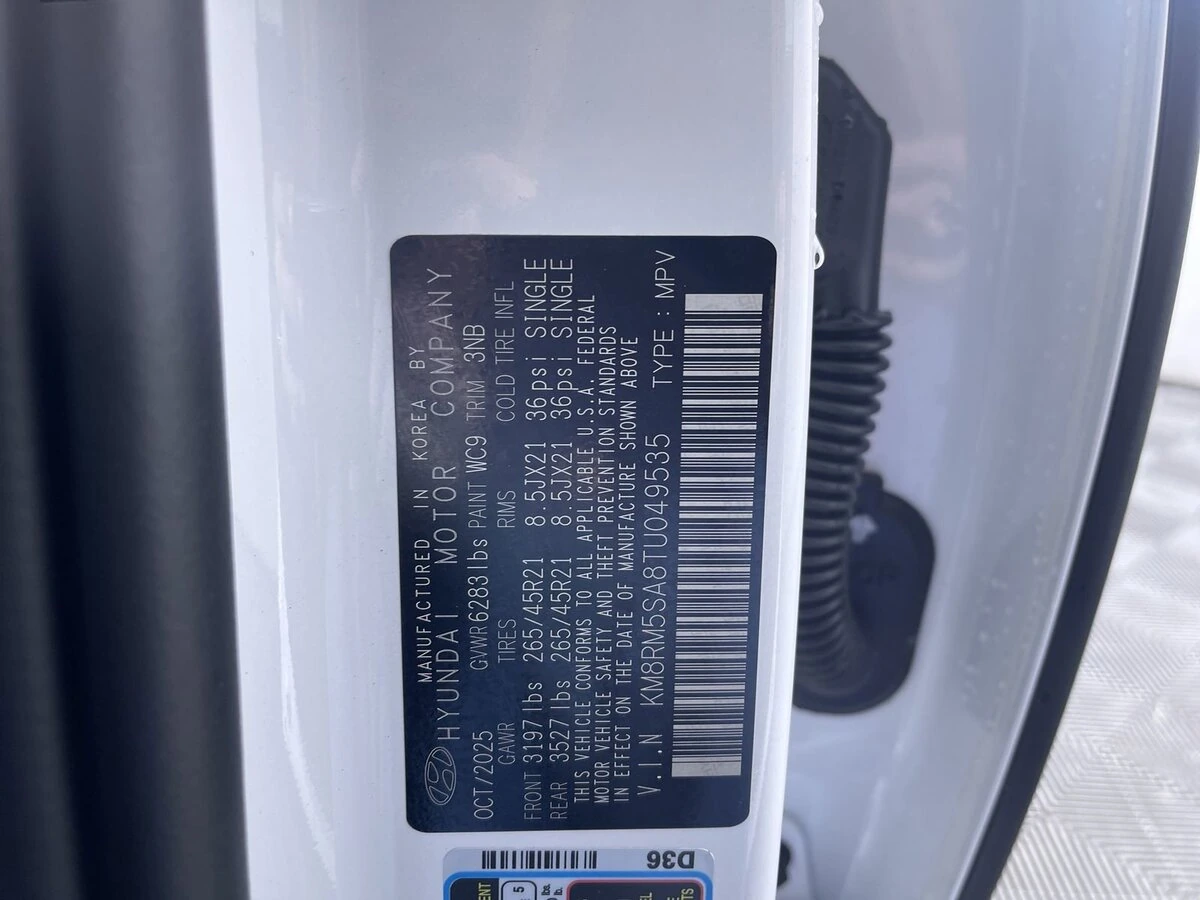 MANUFACTURED IN KOREA BY
HYUNDAI MOTOR COMPANY
OCT/2025 GVWR 6283lbs PAINT WC9 TRIM 3NB
GAWR TIRES RIMS COLD TIRE INFL
FRONT 3197lbs 265/45R21 8.5JX21 36psi SINGLE
REAR 3527lbs 265/45R21 8.5JX21 36psi SINGLE
THIS VEHICLE CONFORMS TO ALL APPLICABLE U.S.A. FEDERAL
MOTOR VEHICLE SAFETY AND THEFT PREVENTION STANDARDS
IN EFFECT ON THE DATE OF MANUFACTURE SHOWN ABOVE
V.I.N KM8RM5SA8TU049535 TYPE : MPV
D36
5